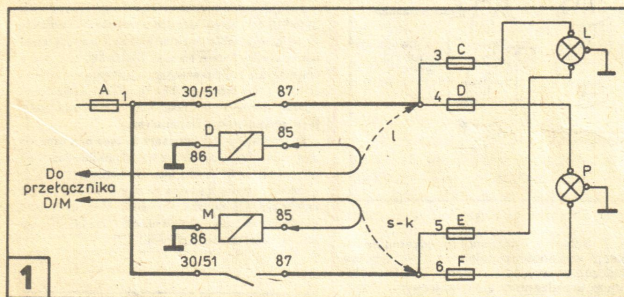 A 1 30/51 87 3 C L
4 D
D 85 l
86
Do
przełącznika
D/M
P
M 85 s-k 5 E
86
30/51 87 6 F
1